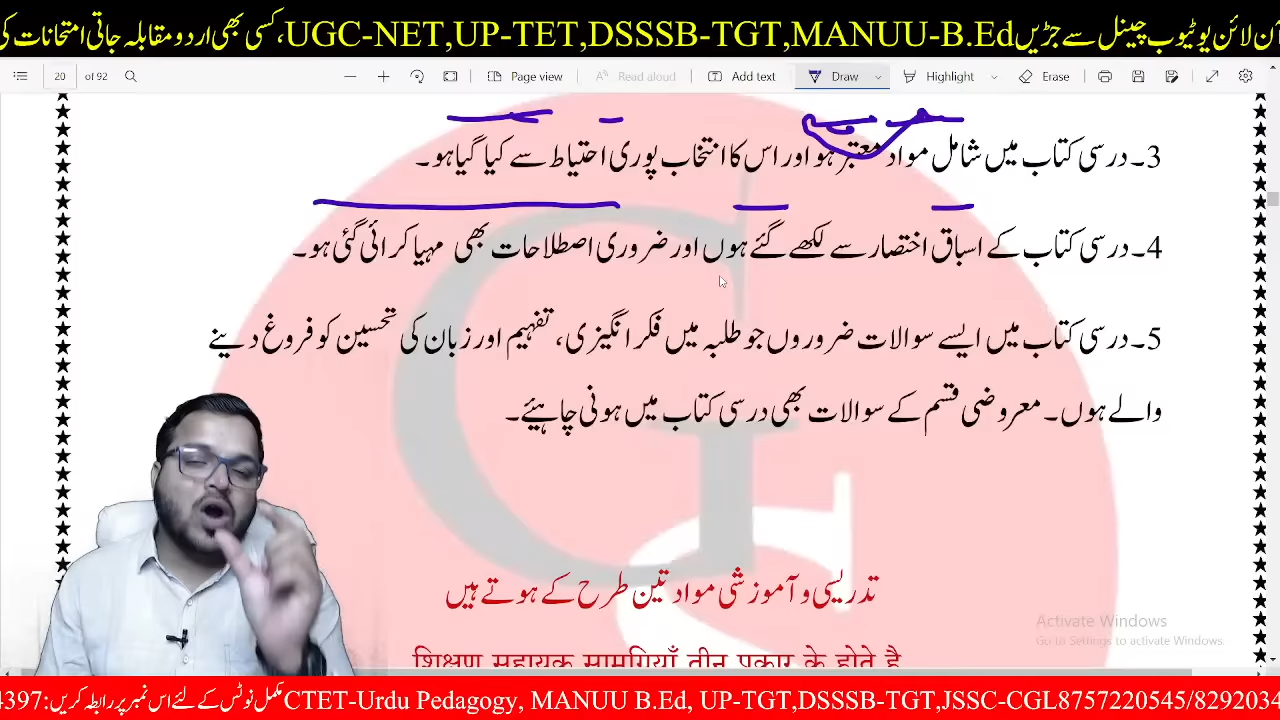 ن لائن یوٹیوب چینل سے جڑیں UGC-NET,UP-TET,DSSSB-TGT,MANUU-B.Ed، کسی بھی اردو مقابلہ جاتی امتحانات کی
20 of 92 Page view Read aloud Add text Draw Highlight Erase
3۔ درسی کتاب میں شامل مواد معتبر ہو اور اس کا انتخاب پوری احتیاط سے کیا گیا ہو۔
4۔ درسی کتاب کے اسباق اختصار سے لکھے گئے ہوں اور ضروری اصطلاحات بھی مہیا کرائی گئی ہو۔
5۔ درسی کتاب میں ایسے سوالات ضرور وں جو طلبہ میں فکر انگیزی، تفہیم اور زبان کی تحسین کو فروغ دینے
والے ہوں۔ معروضی قسم کے سوالات بھی درسی کتاب میں ہونی چاہیئے۔
تدریسی و آموزشی مواد تین طرح کے ہوتے ہیں
Activate Windows
Go to Settings to activate Windows.
शिक्षण सहायक सामग्रियाँ तीन प्रकार के होते है
مکمل نوٹس کے لئے اس نمبر پر رابطہ کریں: 4397 CTET-Urdu Pedagogy, MANUU B.Ed, UP-TGT,DSSSB-TGT,JSSC-CGL8757220545/8292034